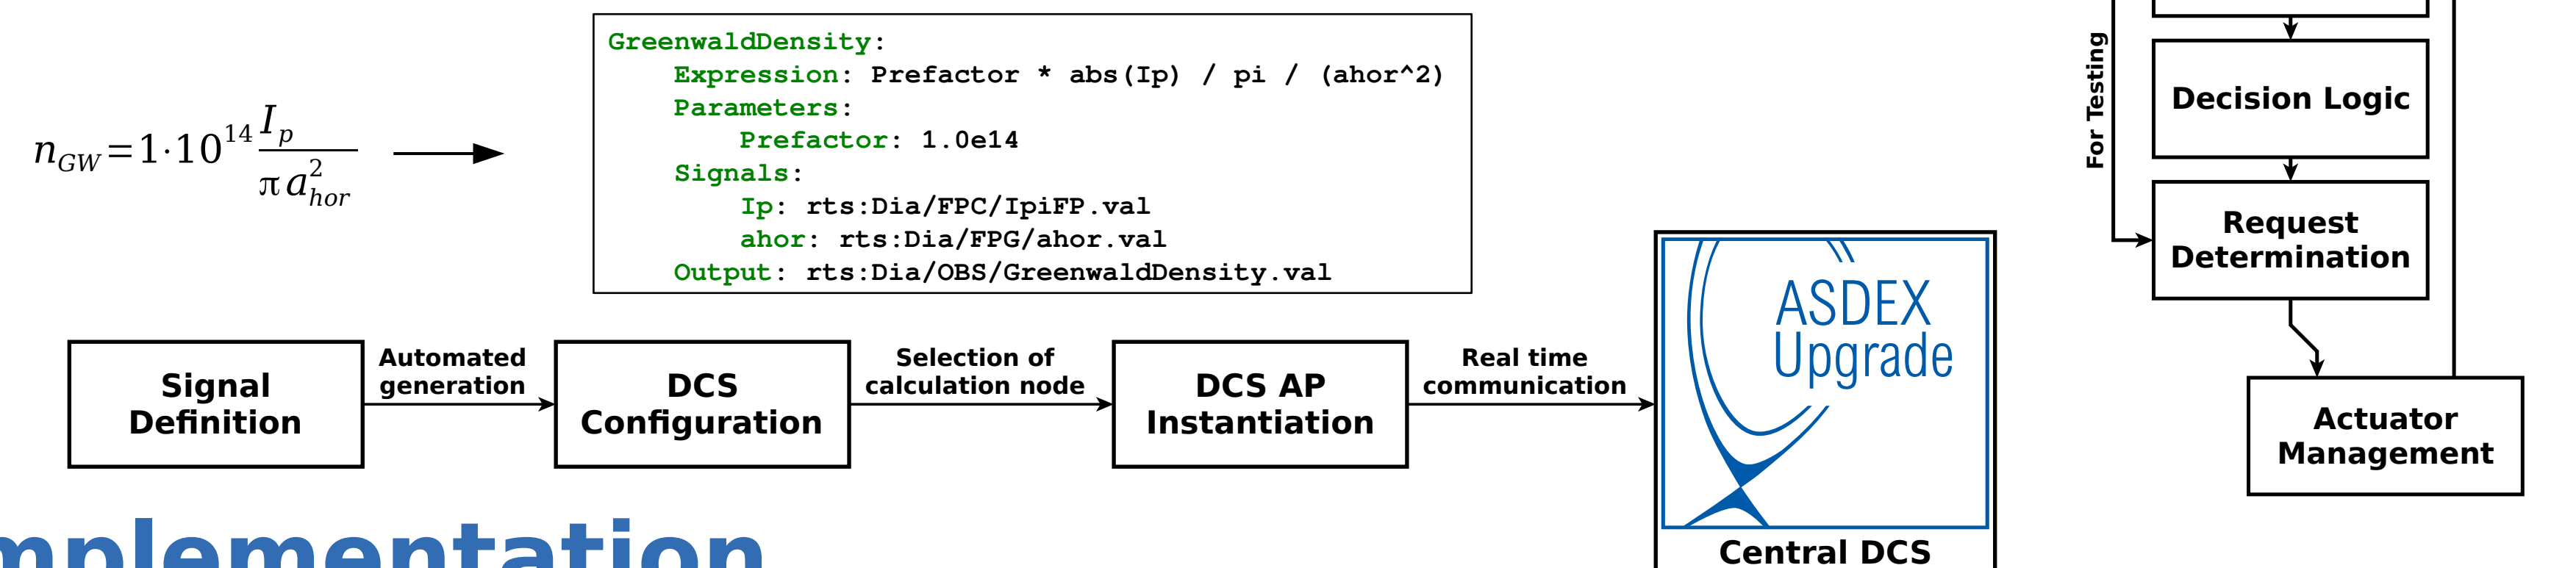 n_GW = 1·10^14 I_p / π a_hor^2
GreenwaldDensity:
    Expression: Prefactor * abs(Ip) / pi / (ahor^2)
    Parameters:
        Prefactor: 1.0e14
    Signals:
        Ip: rts:Dia/FPC/IpiFP.val
        ahor: rts:Dia/FPG/ahor.val
    Output: rts:Dia/OBS/GreenwaldDensity.val
Signal
Definition
Automated
generation
DCS
Configuration
Selection of
calculation node
DCS AP
Instantiation
Real time
communication
ASDEX
Upgrade
Central DCS
For Testing
Decision Logic
Request
Determination
Actuator
Management
mplementation